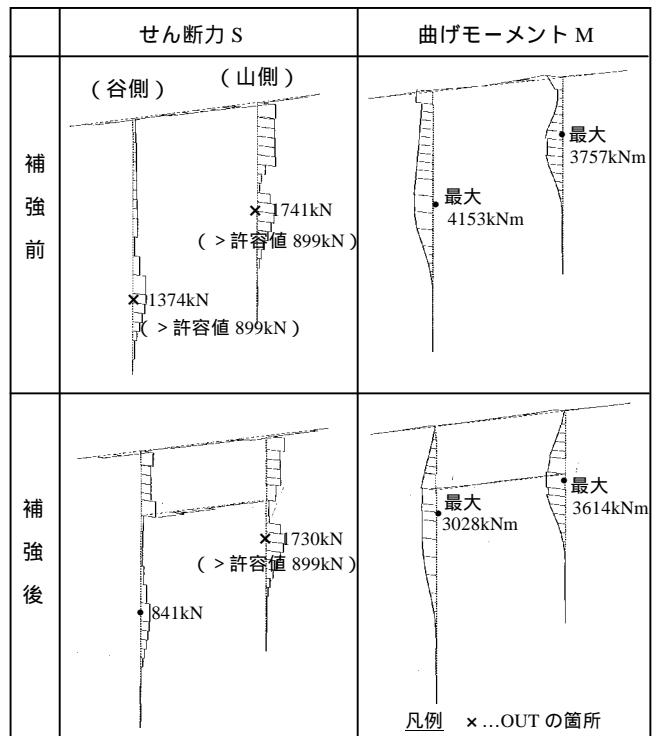 せん断力 S
曲げモーメント M
補強前
(谷側)
(山側)
1741kN
(>許容値 899kN)
1374kN
(>許容値 899kN)
最大
3757kNm
最大
4153kNm
補強後
1730kN
(>許容値 899kN)
841kN
最大
3614kNm
最大
3028kNm
凡例 ×…OUT の箇所